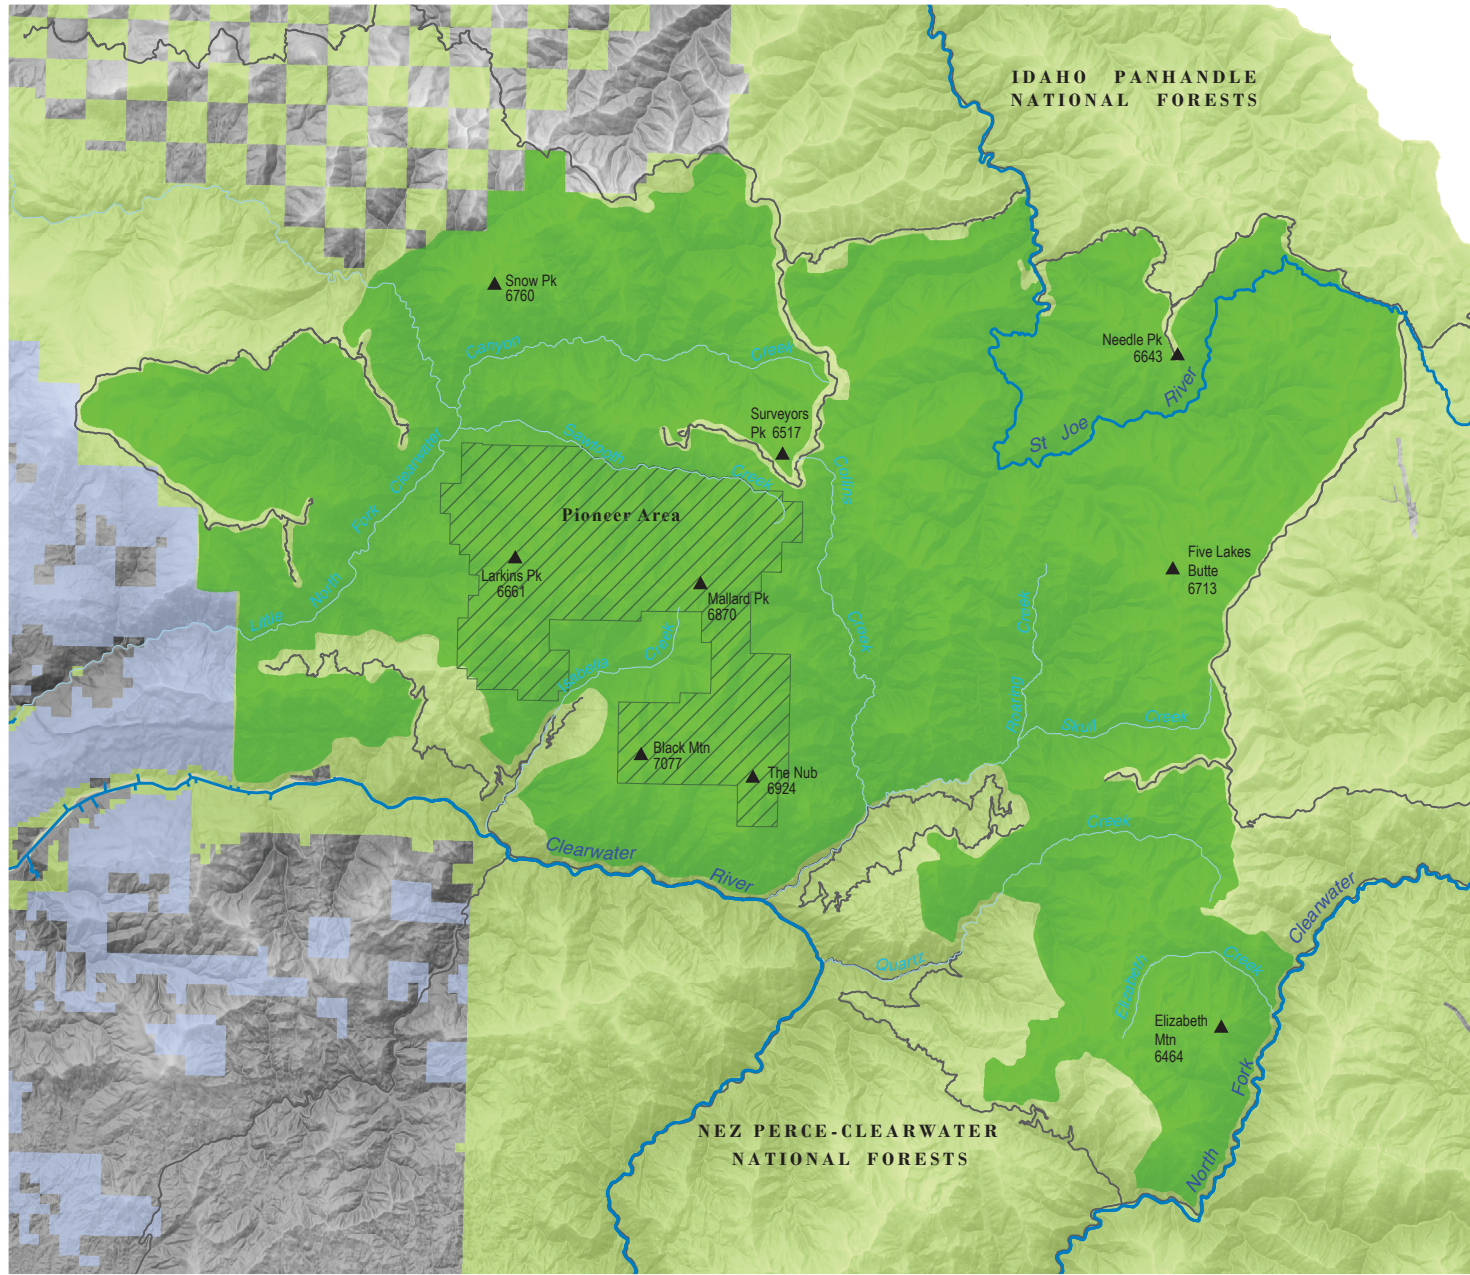 IDAHO PANHANDLE
NATIONAL FORESTS
Snow Pk
6760
Canyon
Creek
Needle Pk
6643
River
St Joe
Surveyors
Pk 6517
Sawtooth
Creek
Collins
Creek
Little North Fork Clearwater
Pioneer Area
Larkins Pk
6661
Mallard Pk
6870
Five Lakes
Butte
6713
Isabella
Creek
Roaring
Creek
Skull
Creek
Black Mtn
7077
The Nub
6924
Clearwater
River
Creek
Quartz
Clearwater
Elizabeth
Creek
Elizabeth
Mtn
6464
Fork
North
NEZ PERCE-CLEARWATER
NATIONAL FORESTS